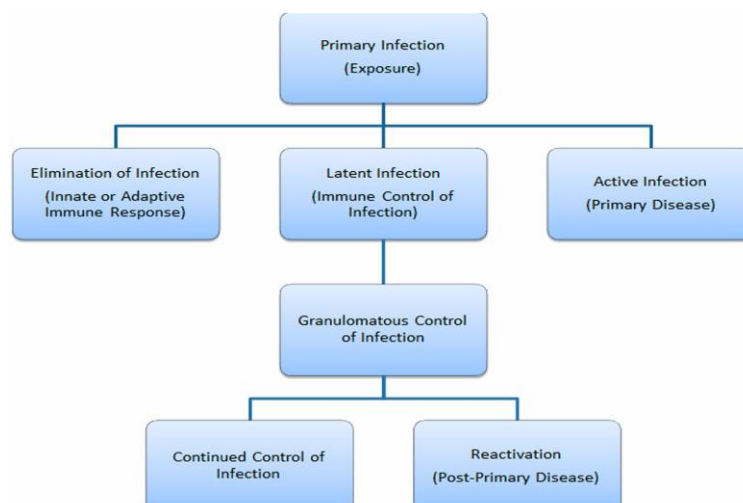 Primary Infection
(Exposure)
Elimination of Infection
(Innate or Adaptive
Immune Response)
Latent Infection
(Immune Control of
Infection)
Active Infection
(Primary Disease)
Granulomatous Control
of Infection
Continued Control of
Infection
Reactivation
(Post-Primary Disease)